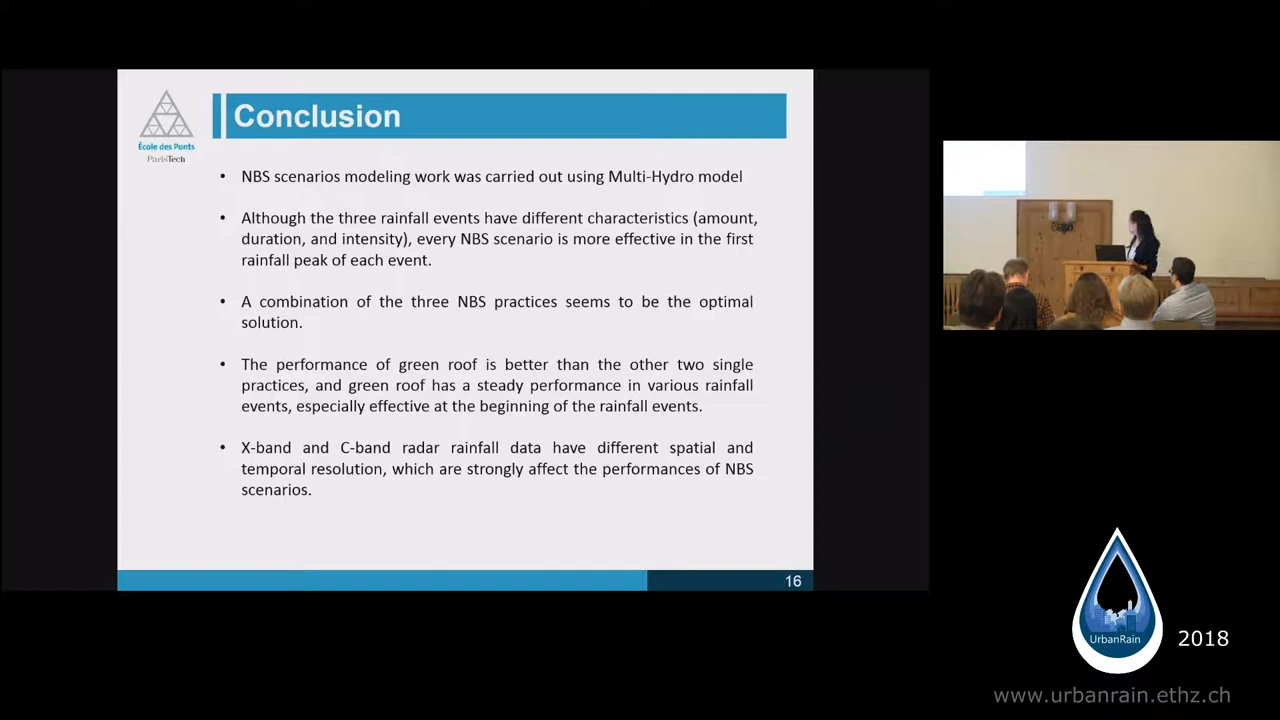 Conclusion
École des Ponts
ParisTech
• NBS scenarios modeling work was carried out using Multi-Hydro model
• Although the three rainfall events have different characteristics (amount,
duration, and intensity), every NBS scenario is more effective in the first
rainfall peak of each event.
• A combination of the three NBS practices seems to be the optimal
solution.
• The performance of green roof is better than the other two single
practices, and green roof has a steady performance in various rainfall
events, especially effective at the beginning of the rainfall events.
• X-band and C-band radar rainfall data have different spatial and
temporal resolution, which are strongly affect the performances of NBS
scenarios.
16
UrbanRain
2018
www.urbanrain.ethz.ch